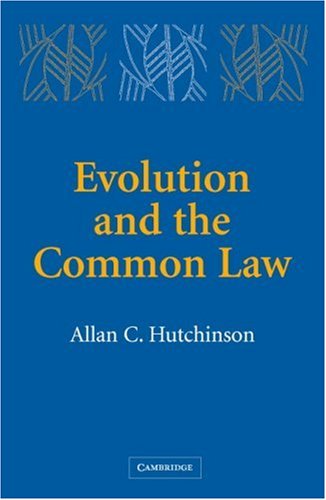 Evolution
and the
Common Law
Allan C. Hutchinson
CAMBRIDGE